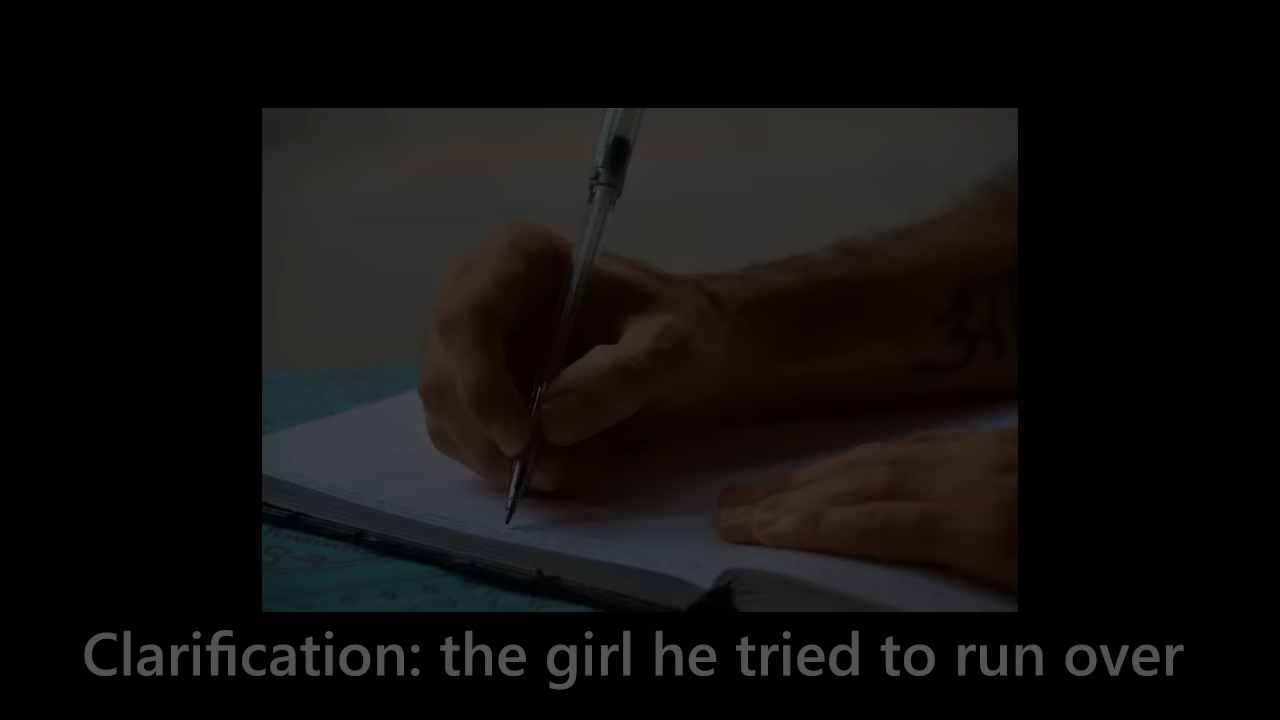 Clarification: the girl he tried to run over